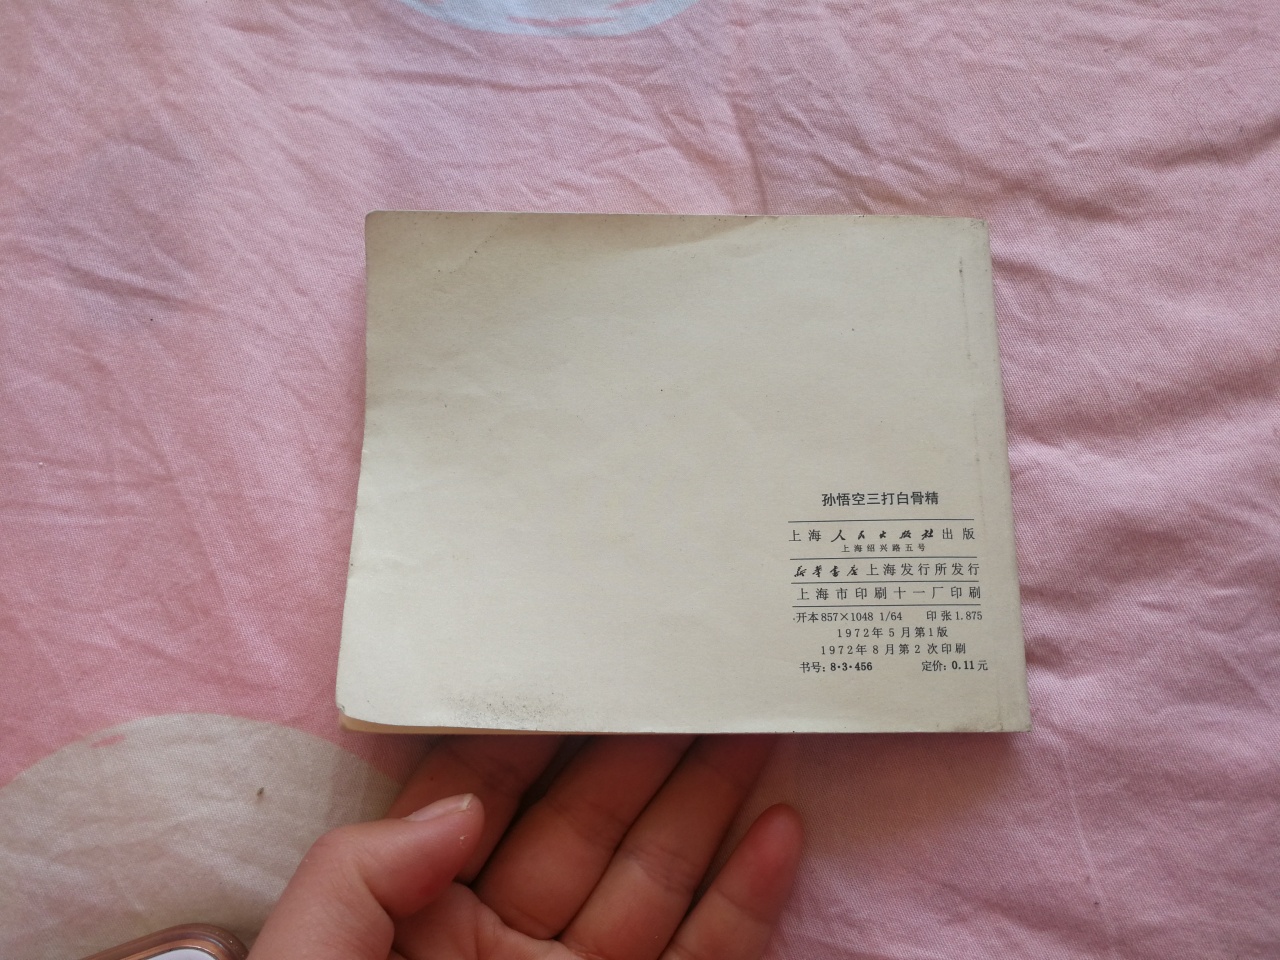 孙悟空三打白骨精
上海人民出版社出版
上海绍兴路五号
新华书店上海发行所发行
上海市印刷十一厂印刷
开本857×1048 1/64 印张1.875
1972年5月第1版
1972年8月第2次印刷
书号：8·3·456 定价：0.11元